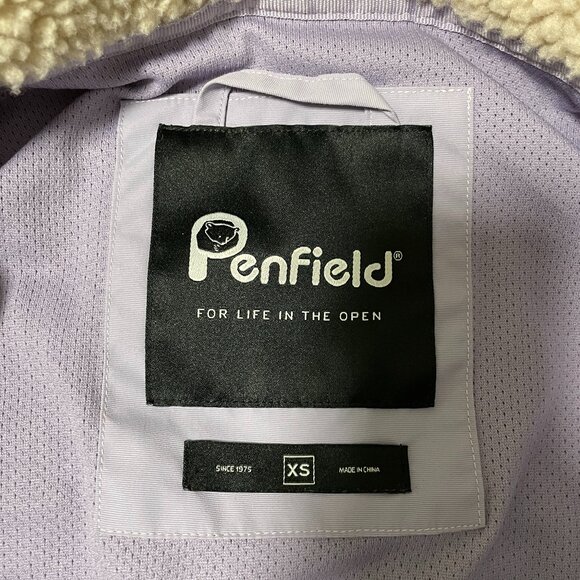 Penfield®
FOR LIFE IN THE OPEN
SINCE 1975 XS MADE IN CHINA